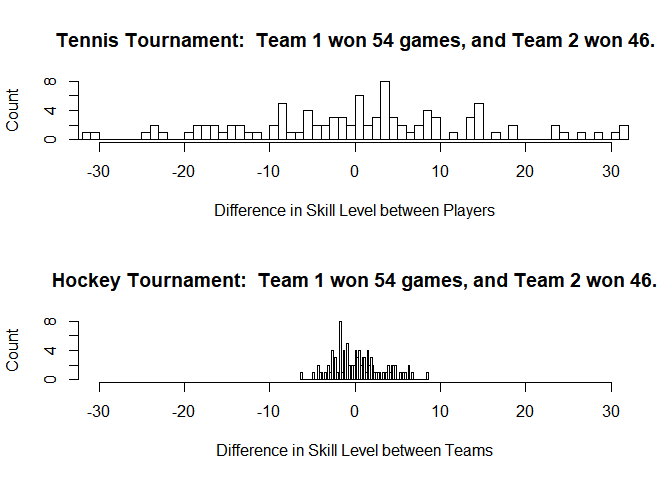 Tennis Tournament:  Team 1 won 54 games, and Team 2 won 46.
Count
0 4 8
-30 -20 -10 0 10 20 30
Difference in Skill Level between Players
Hockey Tournament:  Team 1 won 54 games, and Team 2 won 46.
Count
0 4 8
-30 -20 -10 0 10 20 30
Difference in Skill Level between Teams